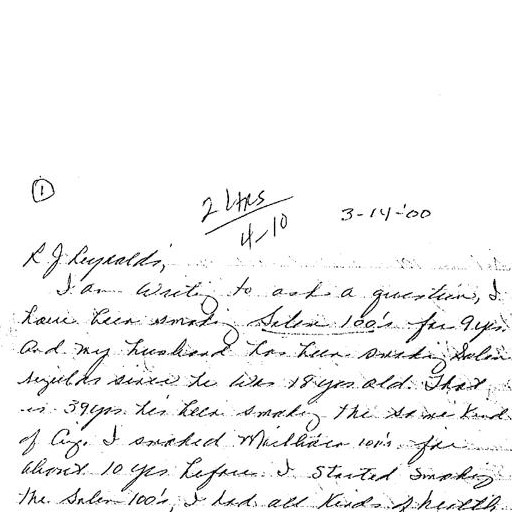 1
2 LTRS
4-10
3-14-'00
R J Reynolds,
I am writing to ask a question, I
have been smoking Salem 100's for 9 yrs
and my husband has been smoking Salem
regulas since he was 18 yrs old. That
is 39 yrs he's been smoking the same kind
of Cig. I smoked 100's for
about 10 yrs before I started smoking
the Salem 100's, I had all kinds of health